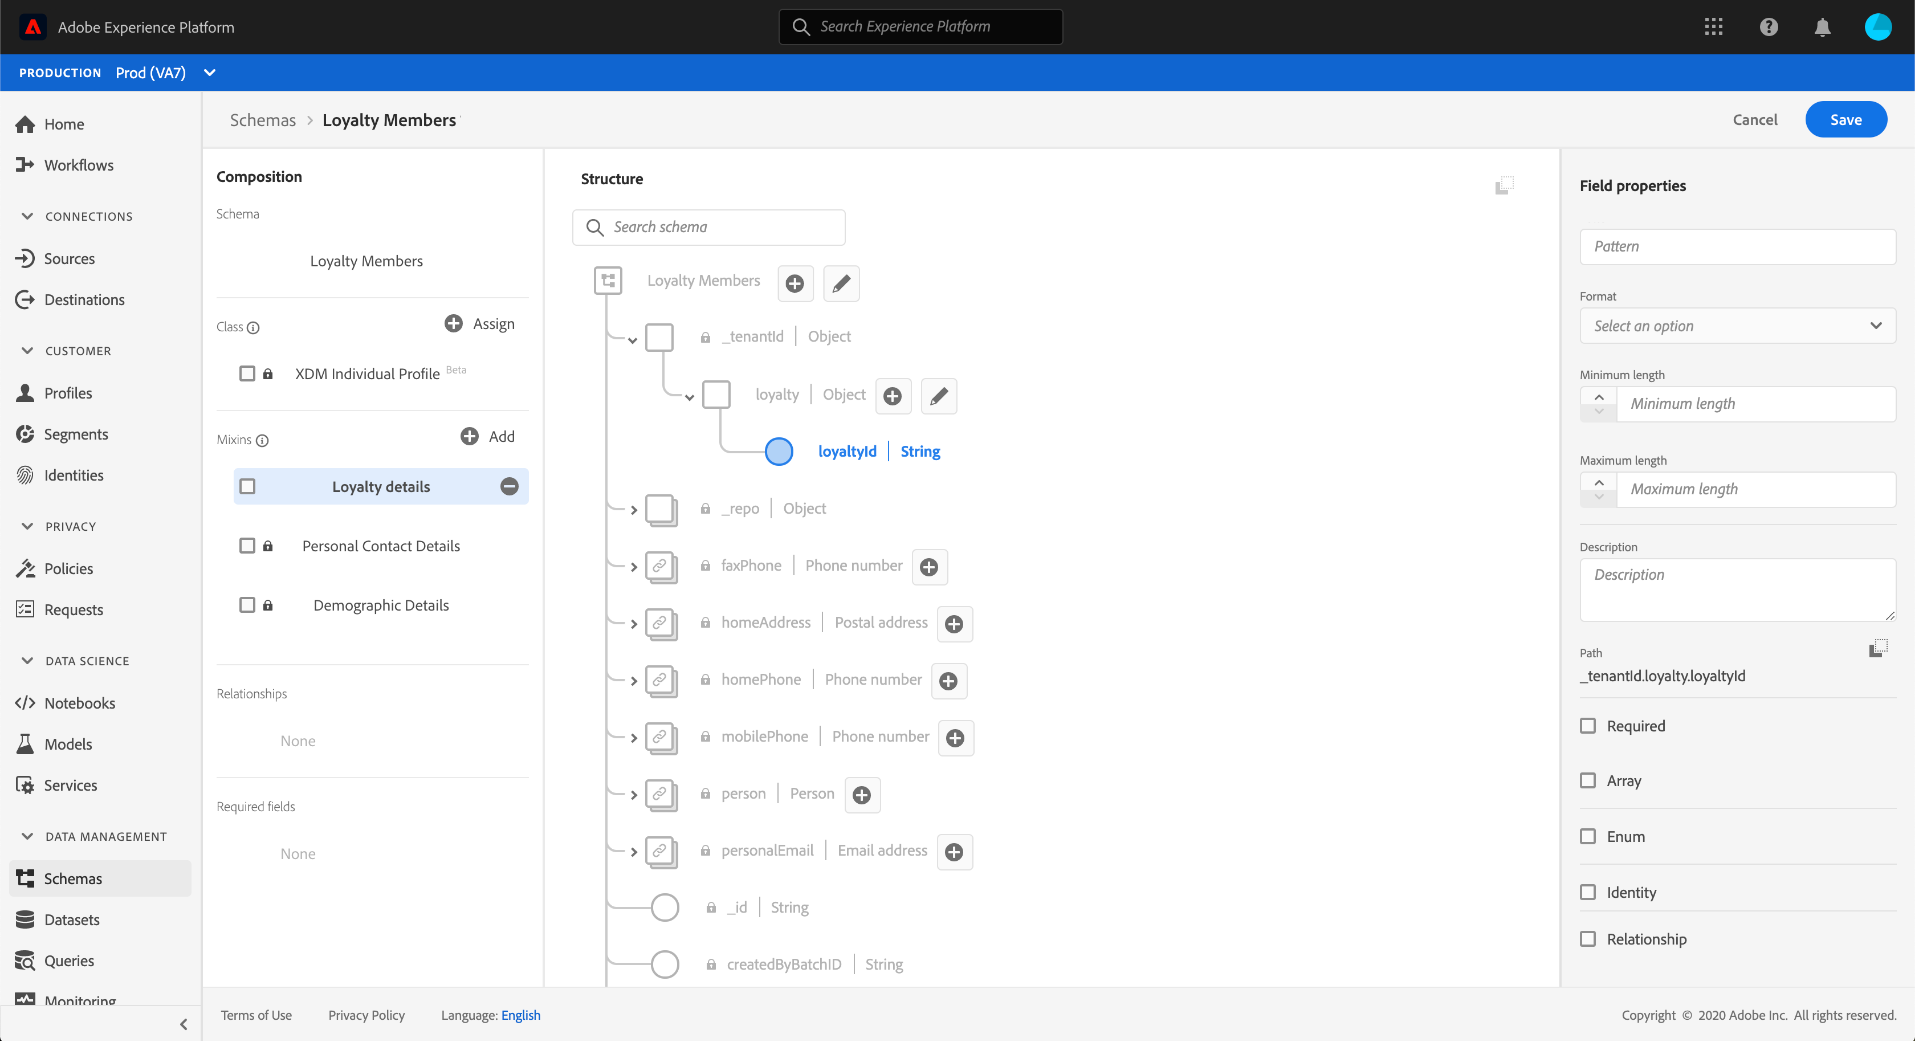 Adobe Experience Platform
Search Experience Platform
PRODUCTION Prod (VA7)
Home
Workflows
CONNECTIONS
Sources
Destinations
CUSTOMER
Profiles
Segments
Identities
PRIVACY
Policies
Requests
DATA SCIENCE
Notebooks
Models
Services
DATA MANAGEMENT
Schemas
Datasets
Queries
Monitoring
Schemas > Loyalty Members
Cancel
Save
Composition
Schema
Loyalty Members
Class
Assign
XDM Individual Profile Beta
Mixins
Add
Loyalty details
Personal Contact Details
Demographic Details
Relationships
None
Required fields
None
Structure
Search schema
Loyalty Members
_tenantId | Object
loyalty | Object
loyaltyId | String
_repo | Object
faxPhone | Phone number
homeAddress | Postal address
homePhone | Phone number
mobilePhone | Phone number
person | Person
personalEmail | Email address
_id | String
createdByBatchID | String
Field properties
Pattern
Format
Select an option
Minimum length
Minimum length
Maximum length
Maximum length
Description
Description
Path
_tenantId.loyalty.loyaltyId
Required
Array
Enum
Identity
Relationship
Terms of Use
Privacy Policy
Language: English
Copyright © 2020 Adobe Inc. All rights reserved.